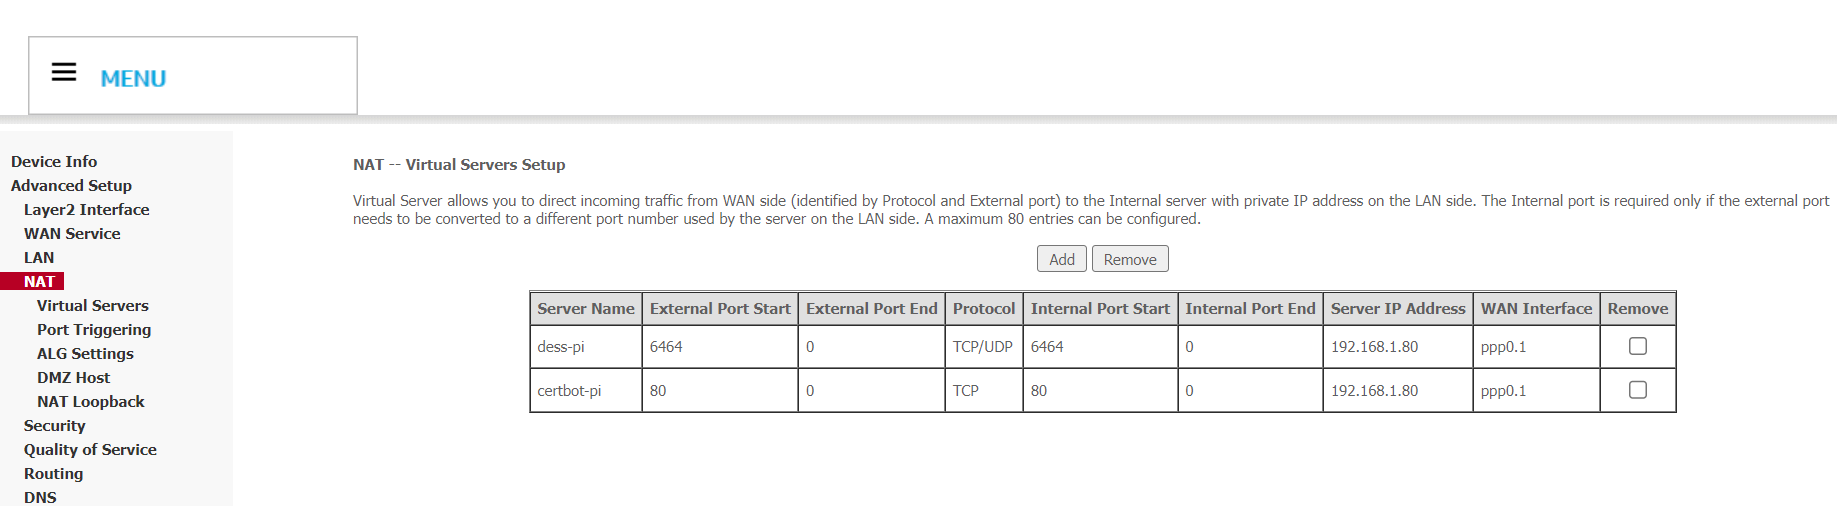 MENU
Device Info
Advanced Setup
Layer2 Interface
WAN Service
LAN
NAT
Virtual Servers
Port Triggering
ALG Settings
DMZ Host
NAT Loopback
Security
Quality of Service
Routing
DNS
NAT -- Virtual Servers Setup
Virtual Server allows you to direct incoming traffic from WAN side (identified by Protocol and External port) to the Internal server with private IP address on the LAN side. The Internal port is required only if the external port
needs to be converted to a different port number used by the server on the LAN side. A maximum 80 entries can be configured.
Add Remove
Server Name External Port Start External Port End Protocol Internal Port Start Internal Port End Server IP Address WAN Interface Remove
dess-pi 6464 0 TCP/UDP 6464 0 192.168.1.80 ppp0.1
certbot-pi 80 0 TCP 80 0 192.168.1.80 ppp0.1